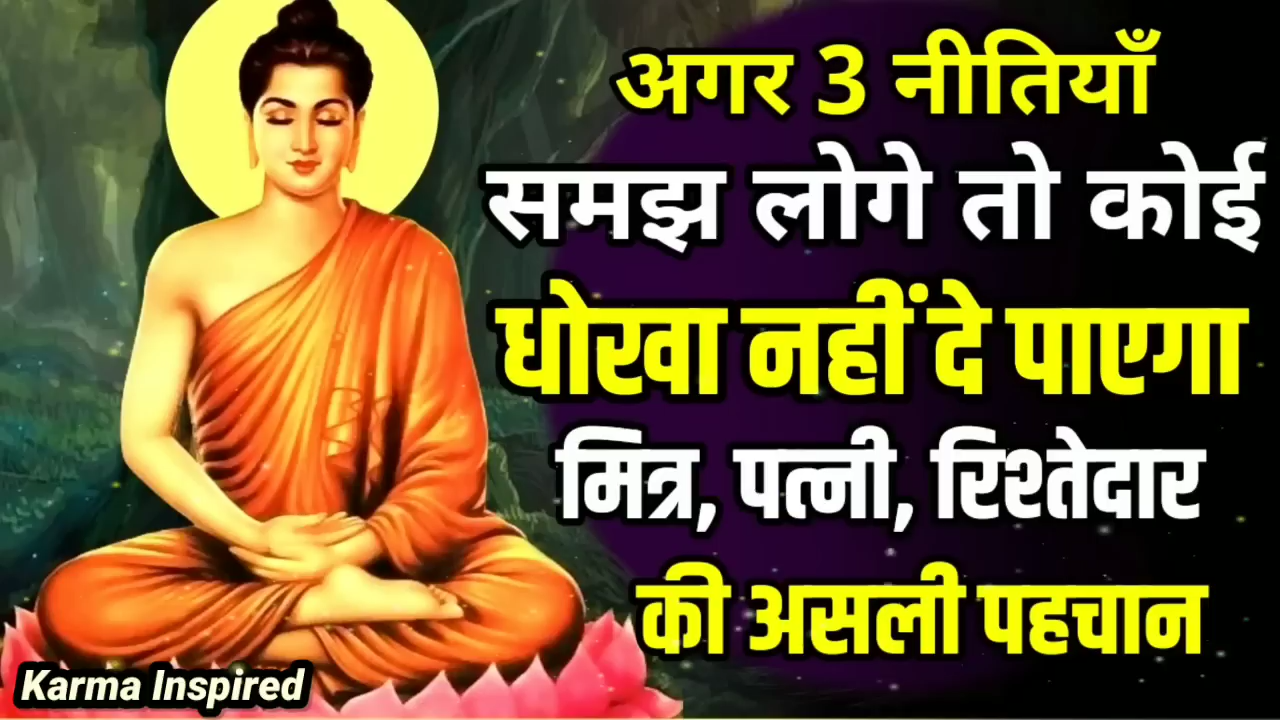 अगर 3 नीतियाँ
समझ लोगे तो कोई
धोखा नहीं दे पाएगा
मित्र, पत्नी, रिश्तेदार
की असली पहचान
Karma Inspired